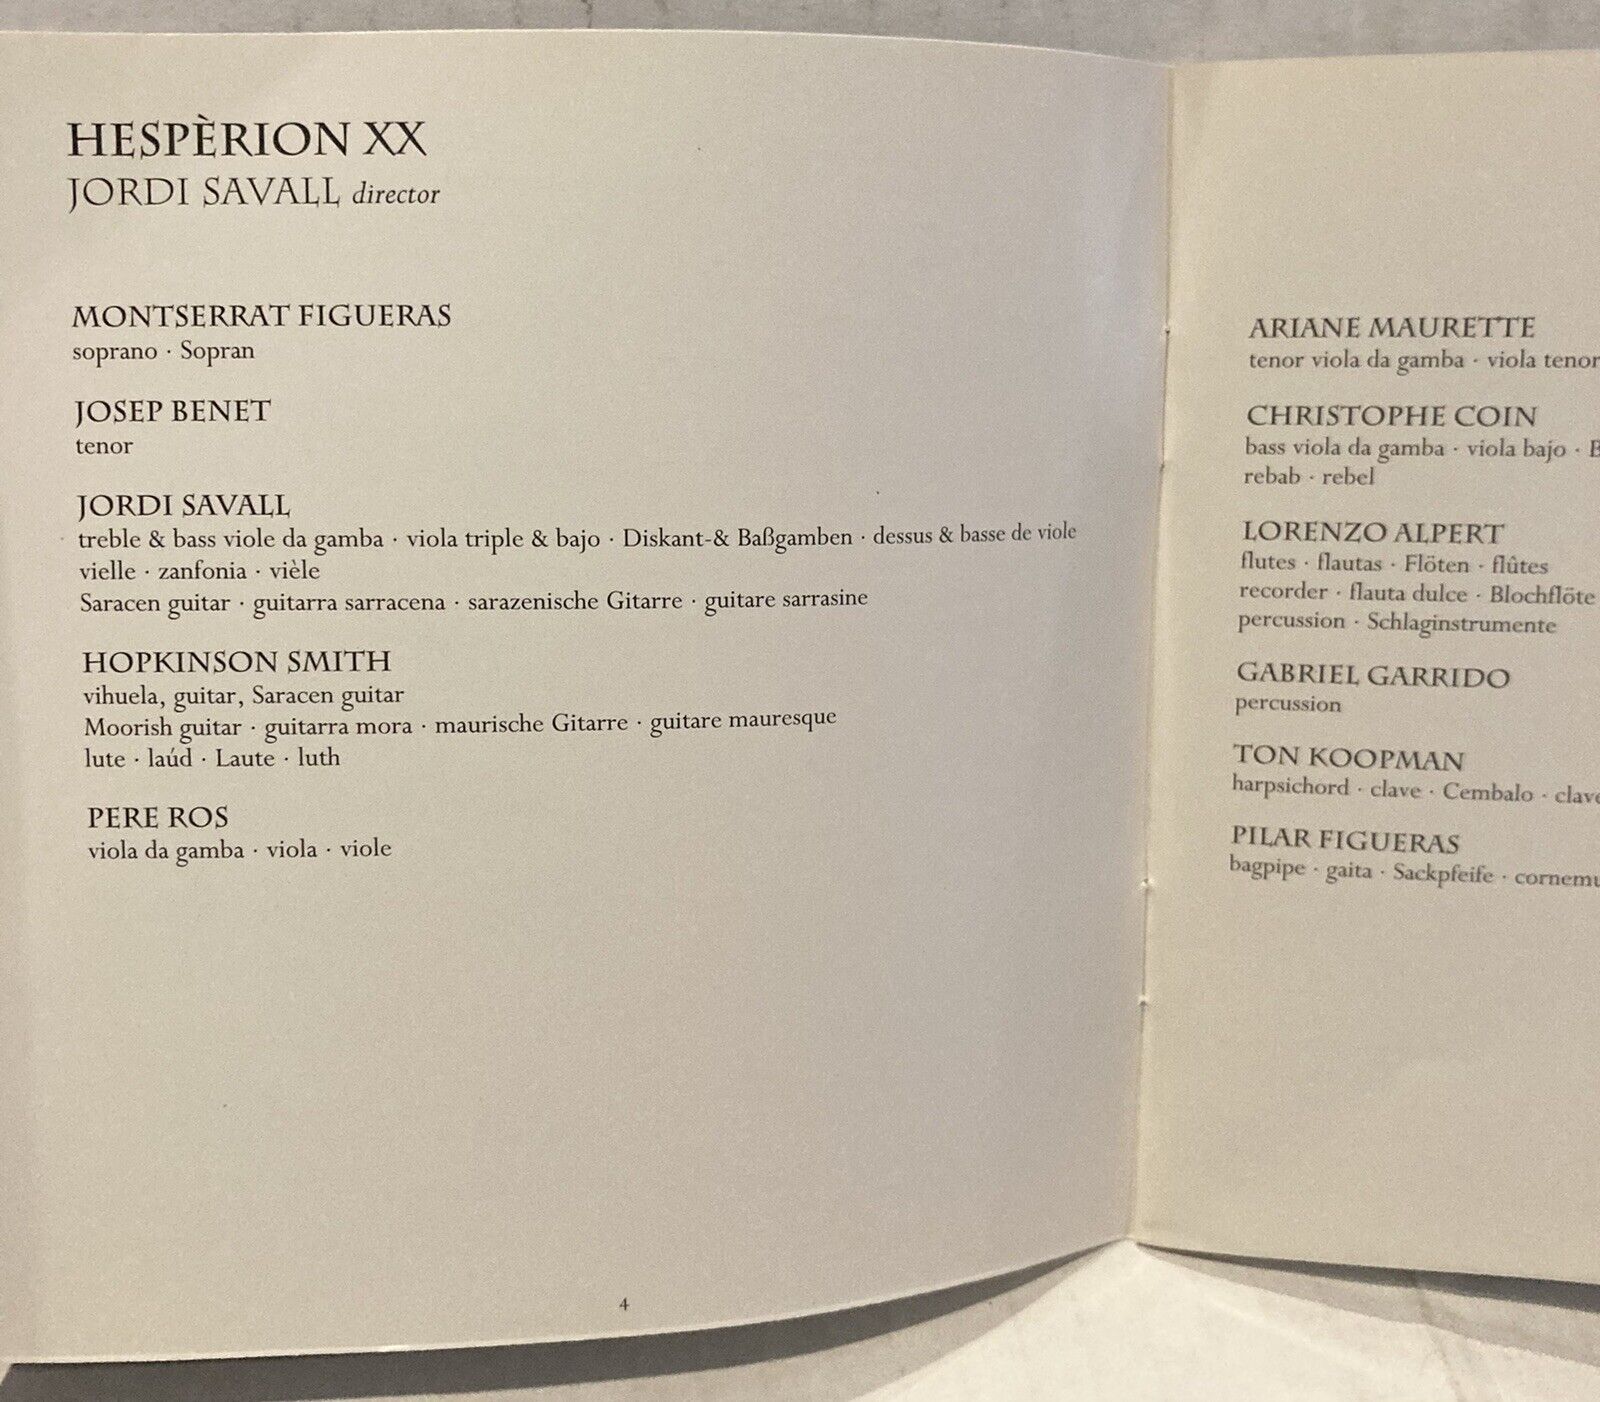 HESPÈRION XX
JORDI SAVALL director
MONTSERRAT FIGUERAS
soprano · Sopran
JOSEP BENET
tenor
JORDI SAVALL
treble & bass viole da gamba · viola triple & bajo · Diskant-& Baßgamben · dessus & basse de viole
vielle · zanfonia · vièle
Saracen guitar · guitarra sarracena · sarazenische Gitarre · guitare sarrasine
HOPKINSON SMITH
vihuela, guitar, Saracen guitar
Moorish guitar · guitarra mora · maurische Gitarre · guitare mauresque
lute · laúd · Laute · luth
PERE ROS
viola da gamba · viola · viole
4
ARIANE MAURETTE
tenor viola da gamba · viola tenor
CHRISTOPHE COIN
bass viola da gamba · viola bajo ·
rebab · rebel
LORENZO ALPERT
flutes · flautas · Flöten · flûtes
recorder · flauta dulce · Blochflöte
percussion · Schlaginstrumente
GABRIEL GARRIDO
percussion
TON KOOPMAN
harpsichord · clave · Cembalo ·
PILAR FIGUERAS
bagpipe · gaita · Sackpfeife ·